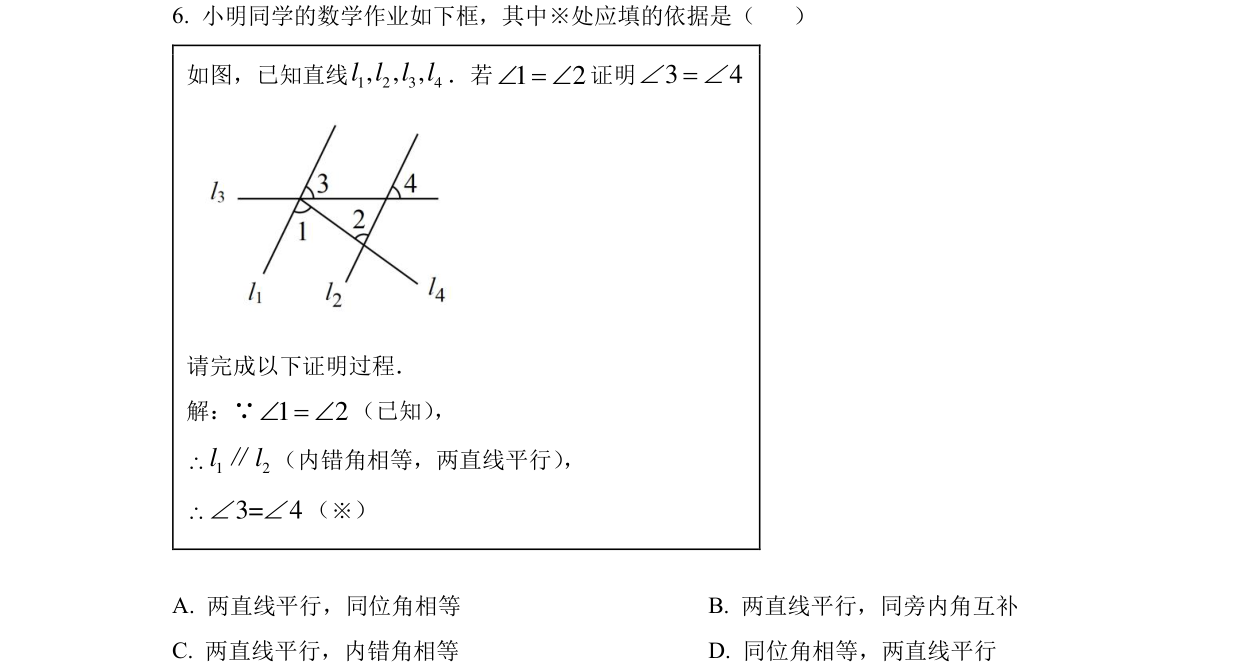 6. 小明同学的数学作业如下框，其中※处应填的依据是（　　）
如图，已知直线l₁,l₂,l₃,l₄．若∠1=∠2证明∠3=∠4
3
4
l₃
2
1
l₁
l₂
l₄
请完成以下证明过程．
解：∵∠1=∠2（已知），
∴l₁∥l₂（内错角相等，两直线平行），
∴∠3=∠4（※）
A. 两直线平行，同位角相等 B. 两直线平行，同旁内角互补
C. 两直线平行，内错角相等 D. 同位角相等，两直线平行